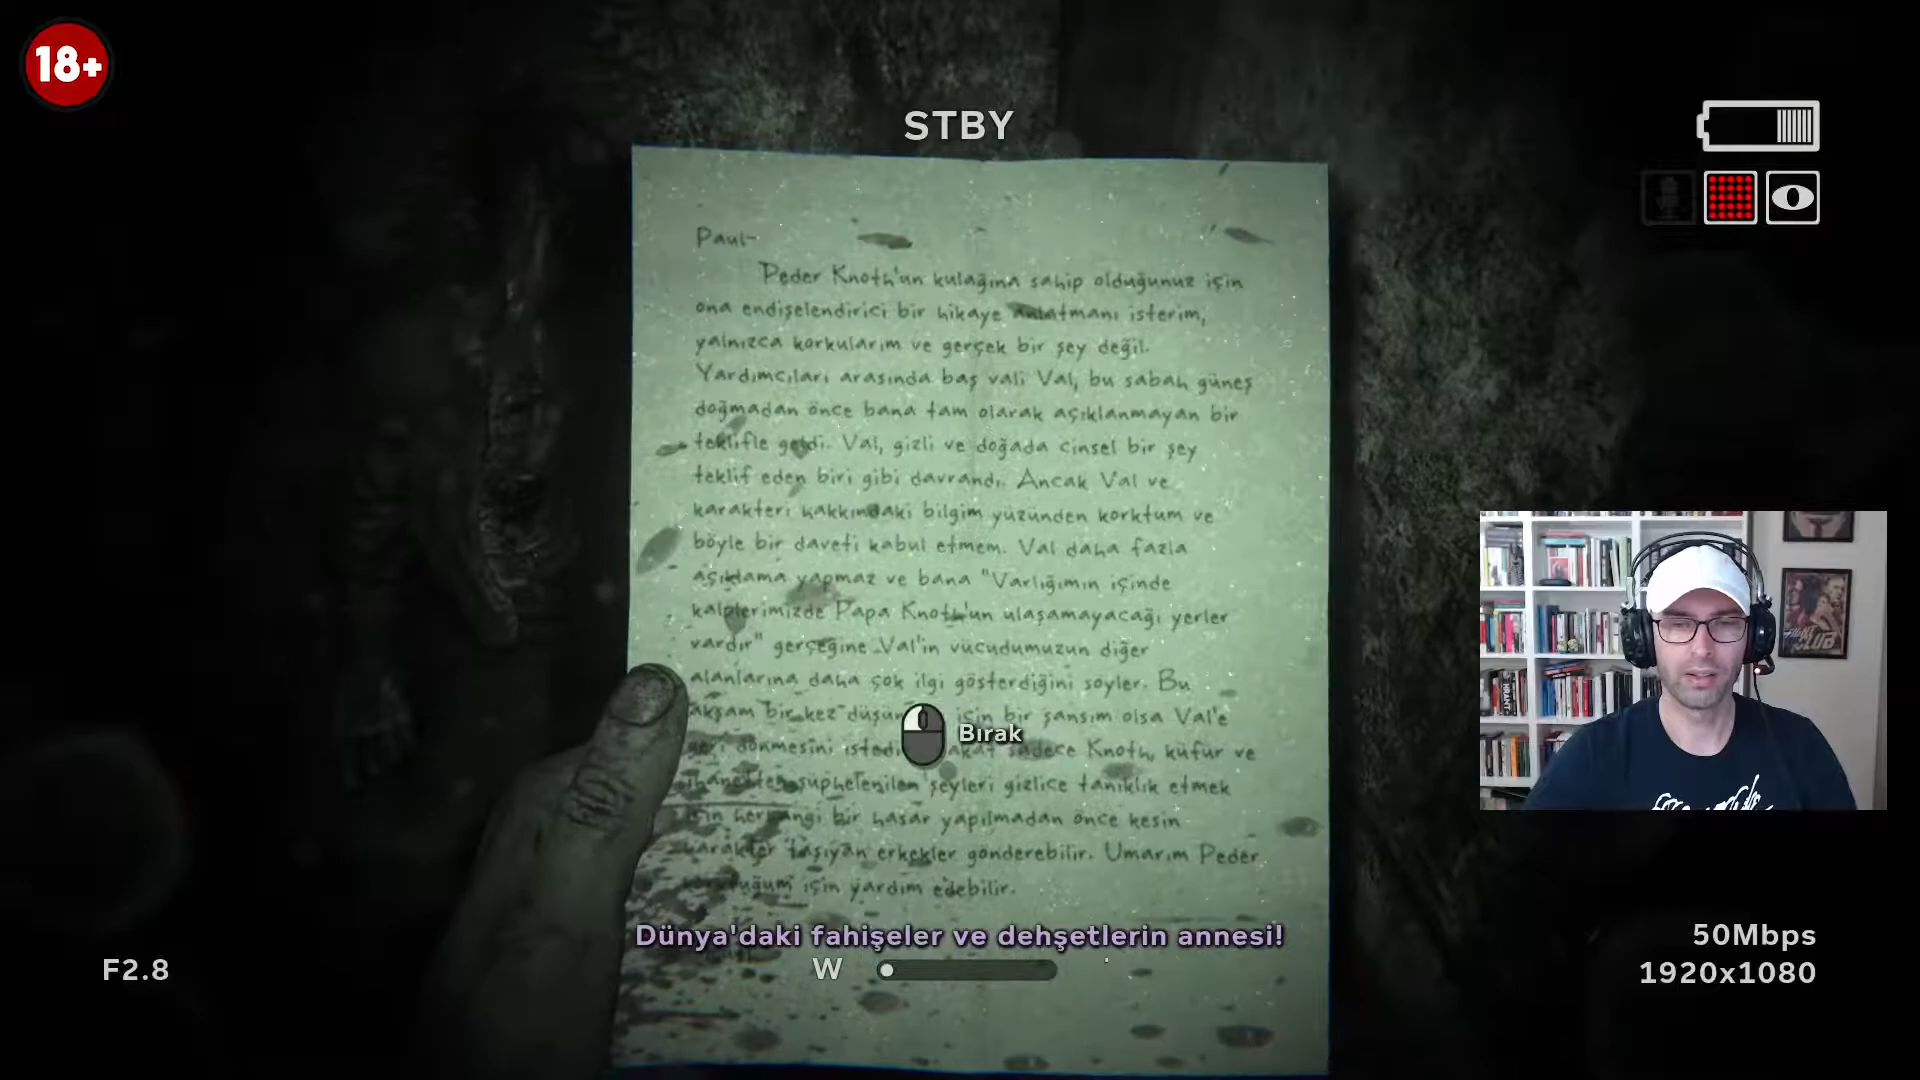 18+
STBY
Paul-
Peder Knoth'un kulağına sahip olduğunuz için
ona endişelendirici bir hikaye anlatmanı isterim,
yalnızca korkularım ve gerçek bir şey değil.
Yardımcıları arasında baş vali Val, bu sabah güneş
doğmadan önce bana tam olarak açıklanmayan bir
teklifle geldi. Val, gizli ve doğada cinsel bir şey
teklif eden biri gibi davrandı. Ancak Val ve
karakteri hakkındaki bilgim yüzünden korktum ve
böyle bir daveti kabul etmem. Val daha fazla
açıklama yapmaz ve bana "Varlığımın içinde
kalplerimizde Papa Knoth'un ulaşamayacağı yerler
vardır" gerçeğine Val'in vücudumuzun diğer
alanlarına daha çok ilgi gösterdiğini söyler. Bu
akşam bir kez için bir şansım olsa Val'e
geri dönmesini sadece Knoth, küfür ve
ihanetten şüphelenilen şeyleri gizlice tanıklık etmek
için herhangi bir hasar yapılmadan önce kesin
karakter taşıyan erkekler gönderebilir. Umarım Peder
için yardım edebilir.
Bırak
Dünya'daki fahişeler ve dehşetlerin annesi!
W
F2.8
50Mbps
1920x1080